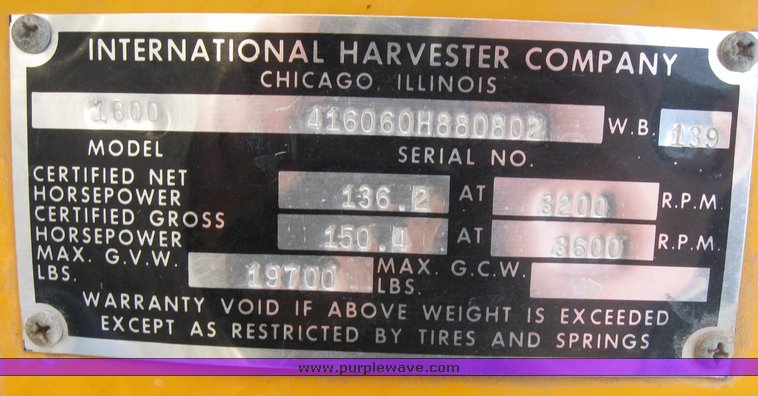 INTERNATIONAL HARVESTER COMPANY
CHICAGO, ILLINOIS
1600 416060H880802 W.B. 139
MODEL SERIAL NO.
CERTIFIED NET
HORSEPOWER 136.2 AT 3200 R.P.M.
CERTIFIED GROSS
HORSEPOWER 150.4 AT 3600 R.P.M.
MAX. G.V.W.
LBS. 19700 MAX. G.C.W.
LBS.
WARRANTY VOID IF ABOVE WEIGHT IS EXCEEDED
EXCEPT AS RESTRICTED BY TIRES AND SPRINGS
www.purplewave.com